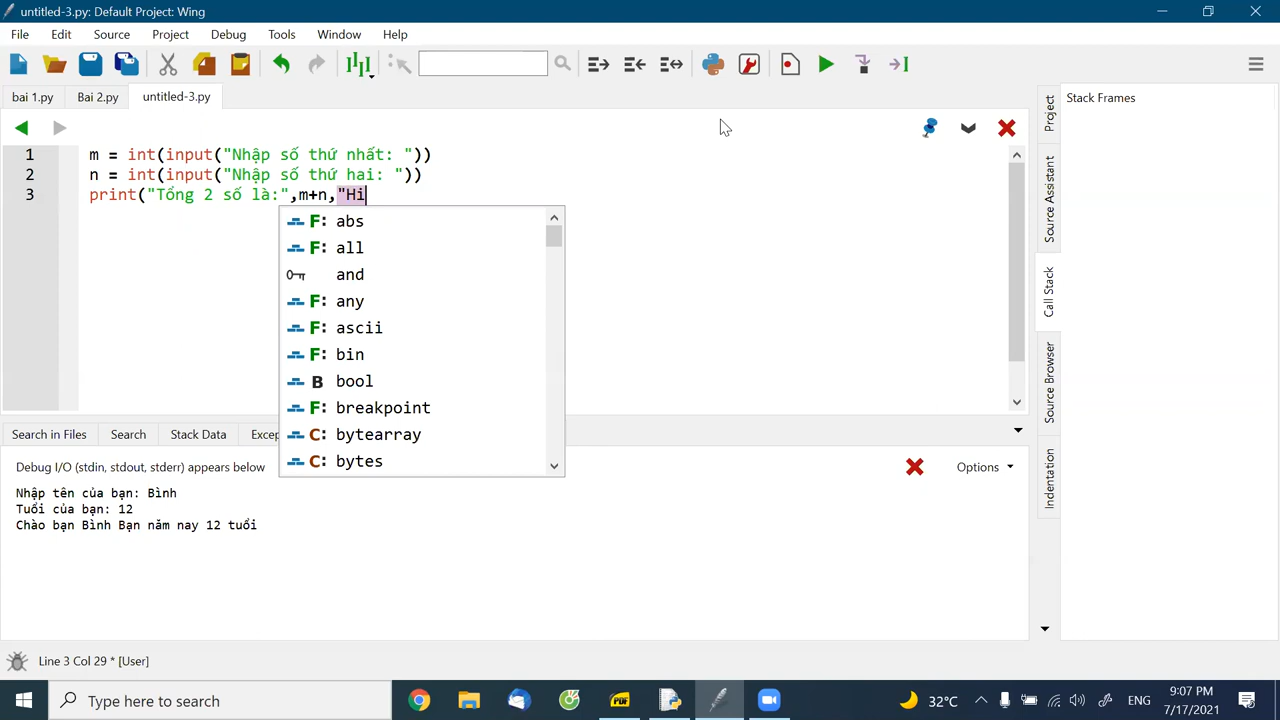 untitled-3.py: Default Project: Wing
File Edit Source Project Debug Tools Window Help
bai 1.py Bai 2.py untitled-3.py
Stack Frames
1 m = int(input("Nhập số thứ nhất: "))
2 n = int(input("Nhập số thứ hai: "))
3 print("Tổng 2 số là:",m+n,"Hi
F: abs
F: all
and
F: any
F: ascii
F: bin
B bool
F: breakpoint
C: bytearray
C: bytes
Project
Source Assistant
Call Stack
Source Browser
Indentation
Search in Files Search Stack Data Excep
Debug I/O (stdin, stdout, stderr) appears below
Options
Nhập tên của bạn: Bình
Tuổi của bạn: 12
Chào bạn Bình Bạn năm nay 12 tuổi
Line 3 Col 29 * [User]
Type here to search
PDF
32°C
ENG
9:07 PM
7/17/2021